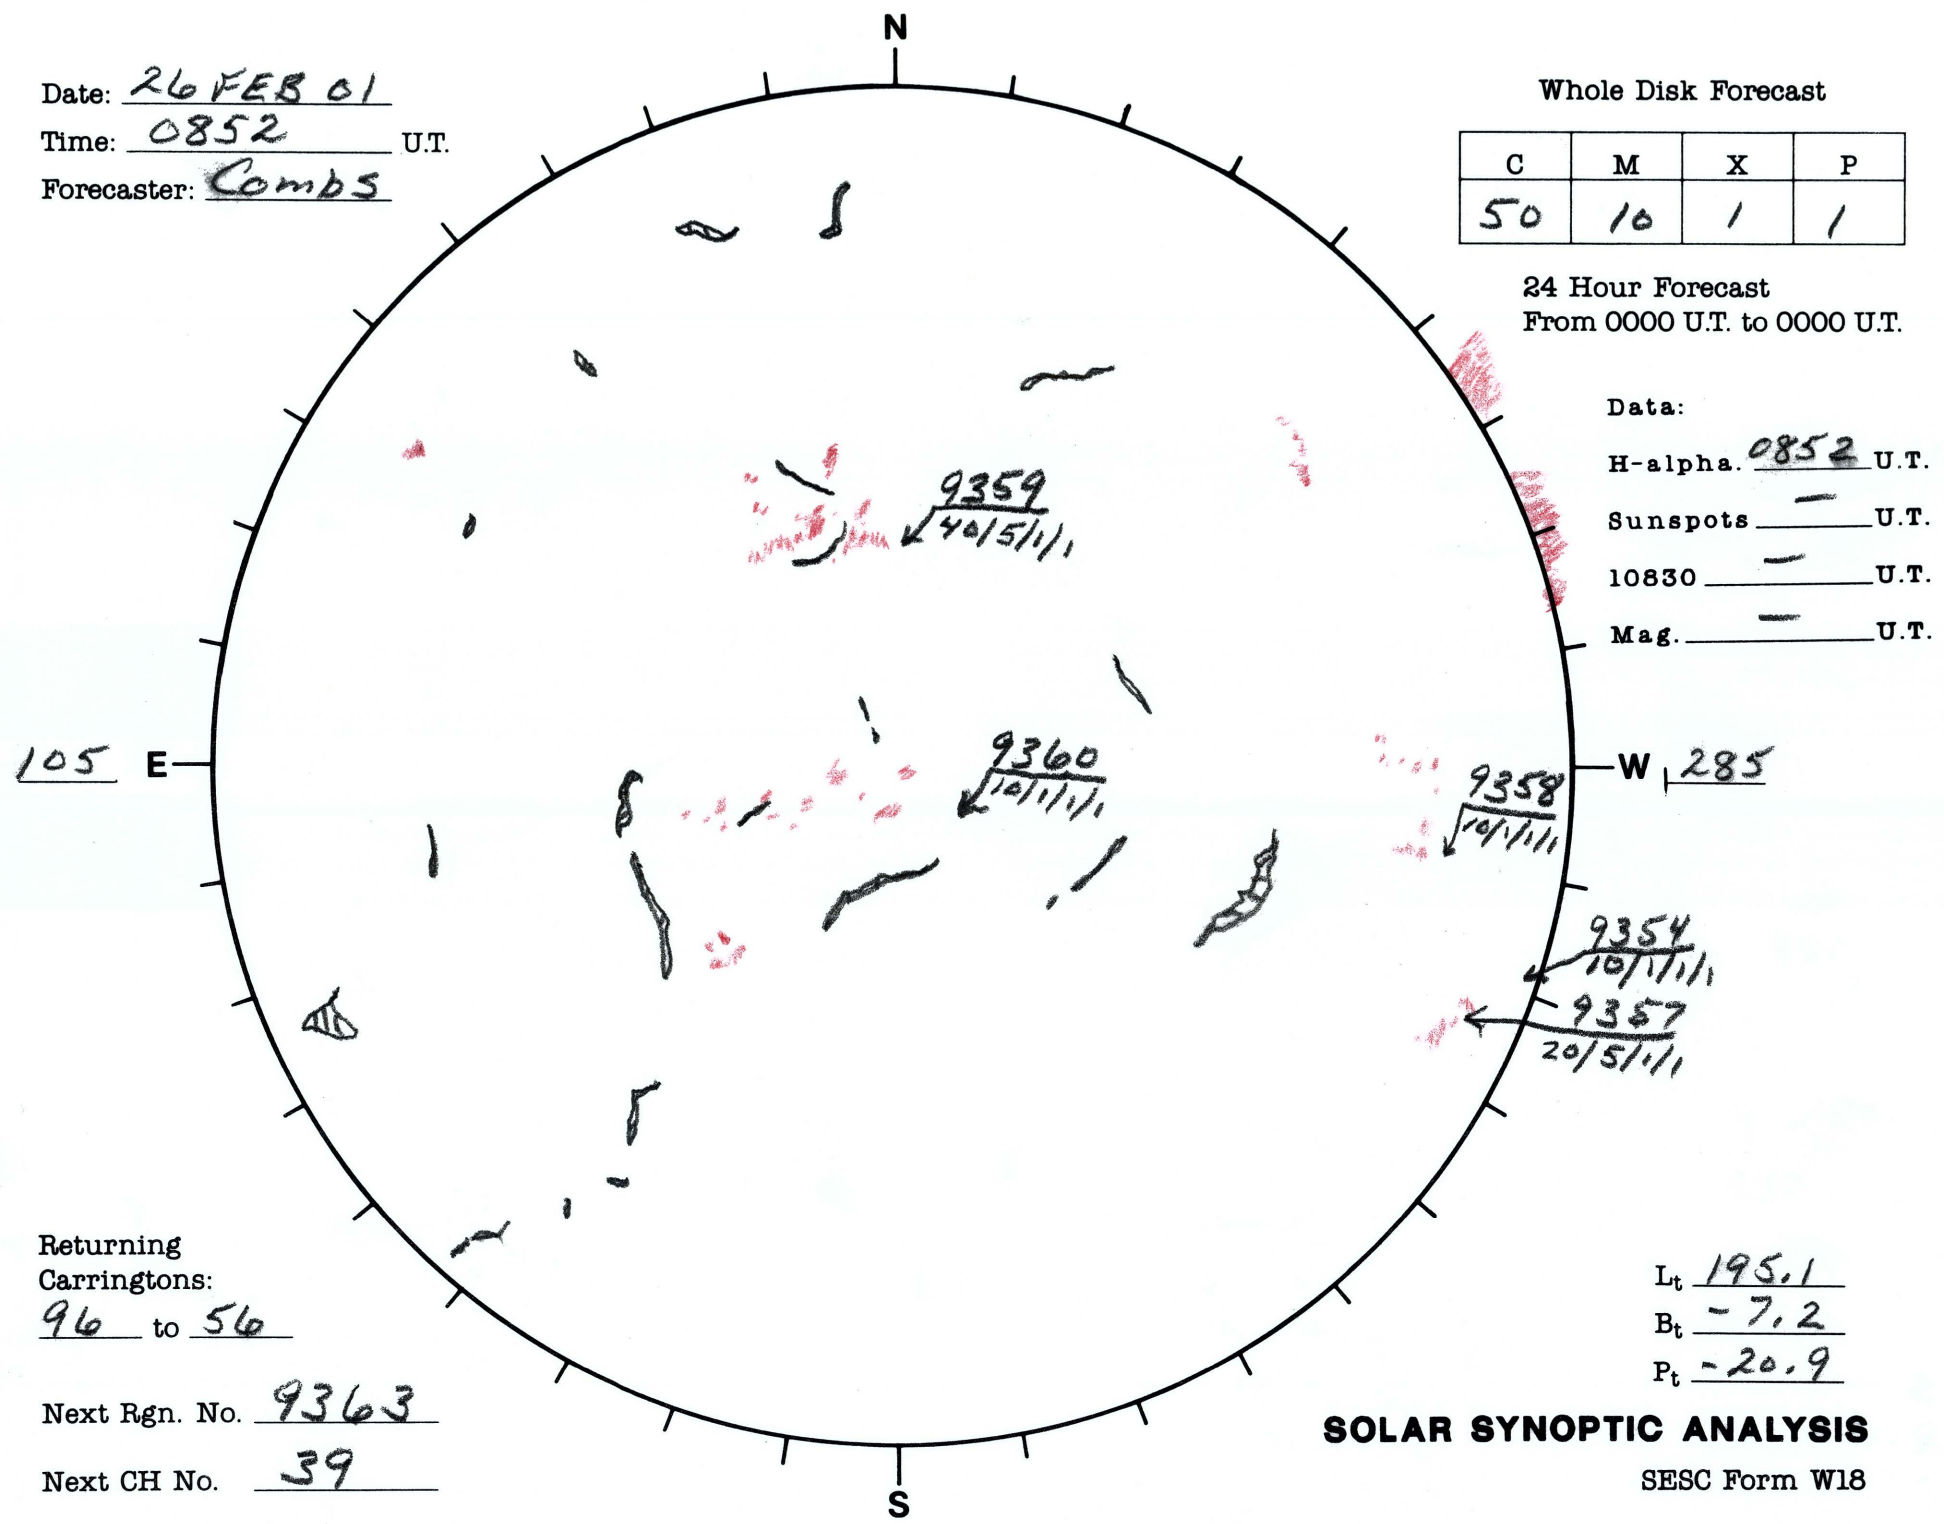 N
Date: 26 FEB 01
Time: 0852 U.T.
Forecaster: Combs
Whole Disk Forecast
C M X P
50 10 1 1
24 Hour Forecast
From 0000 U.T. to 0000 U.T.
Data:
H-alpha. 0852 U.T.
Sunspots — U.T.
10830 — U.T.
Mag. — U.T.
9359
40/5/1/1
9360
10/1/1/1
105 E
W 285
9358
10/1/1/1
9354
10/1/1/1
9357
20/5/1/1
Returning
Carringtons:
96 to 56
Next Rgn. No. 9363
Next CH No. 39
Lt 195.1
Bt -7.2
Pt -20.9
SOLAR SYNOPTIC ANALYSIS
SESC Form W18
S